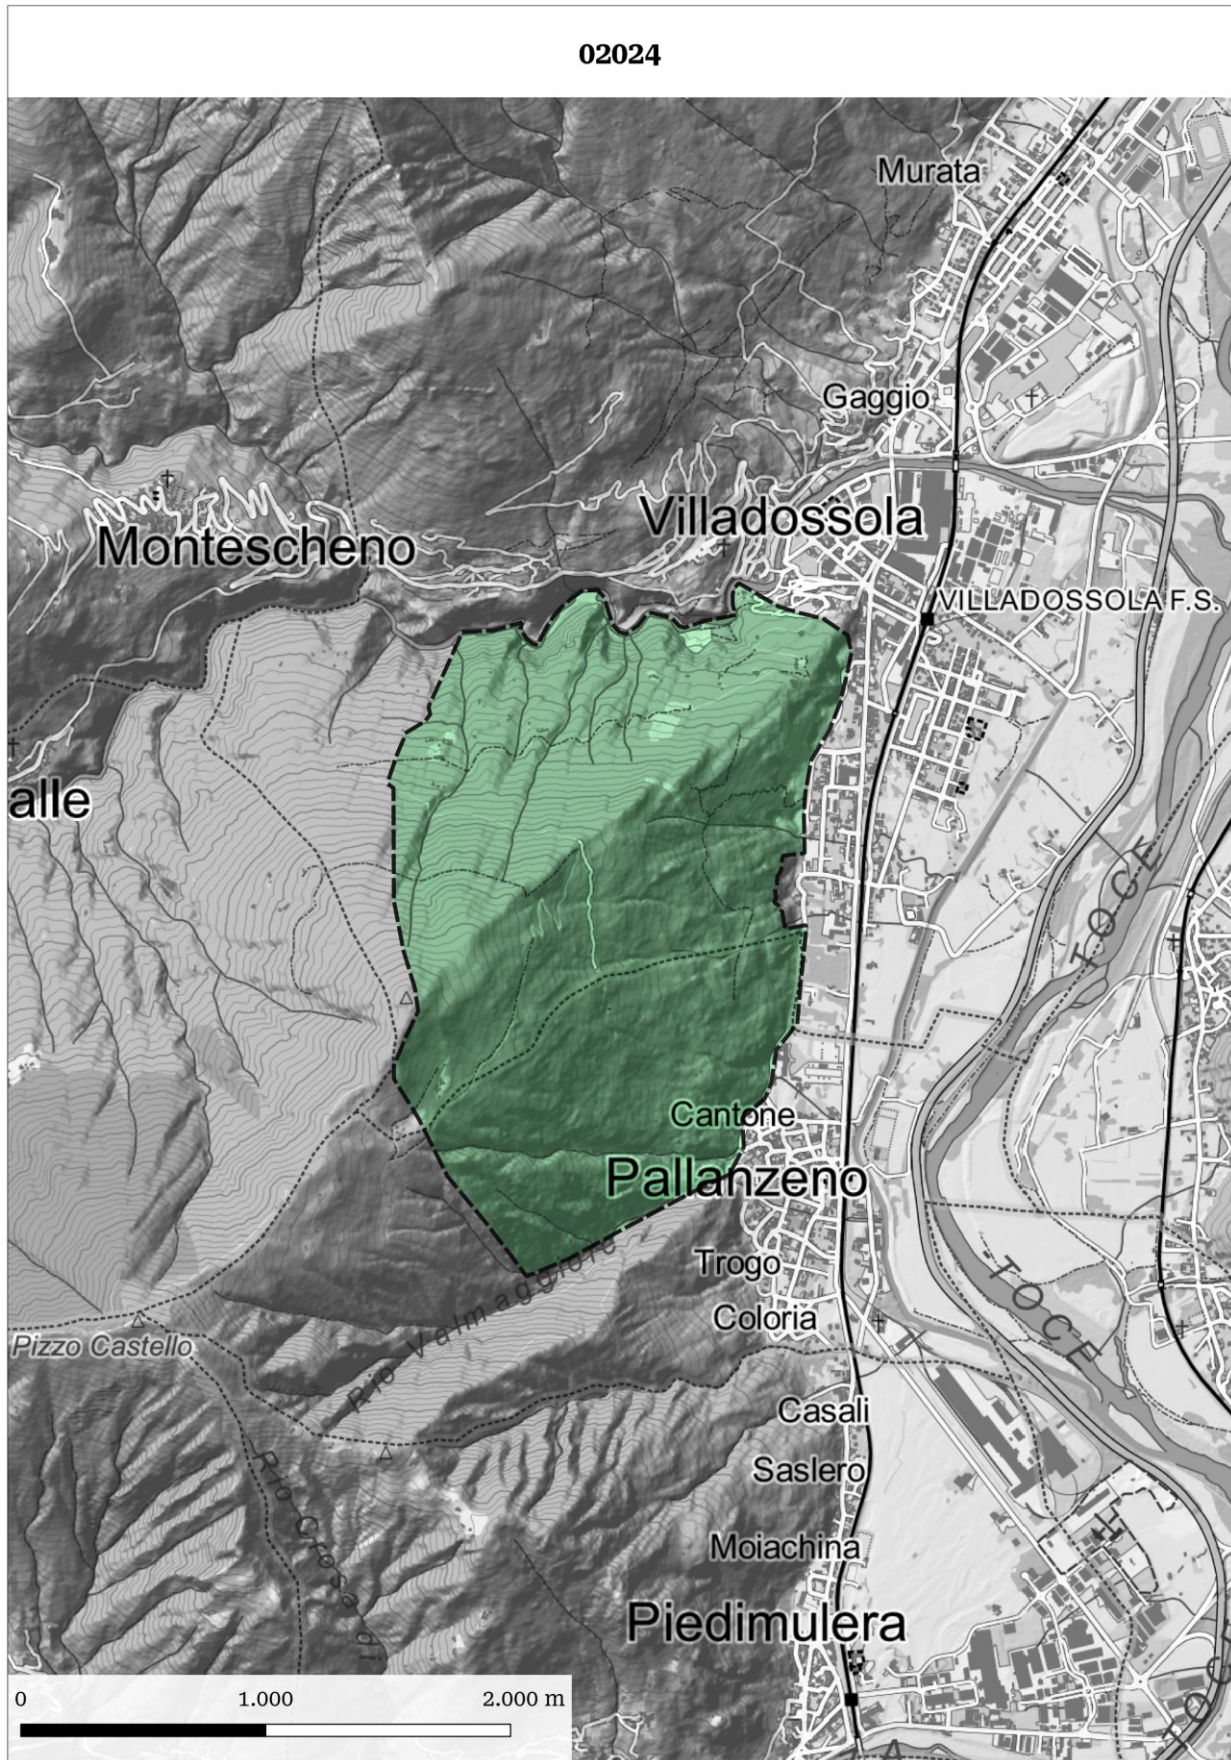 02024
Murata
Gaggio
Villadossola
Montescheno
VILLADOSSOLA F.S.
alle
TOCE
Cantone
Pallanzeno
Rio Valmaggiore
Trogo
TOCE
Coloria
Pizzo Castello
Casali
Saslero
Rio Crosa
Moiachina
Piedimulera
0 1.000 2.000 m